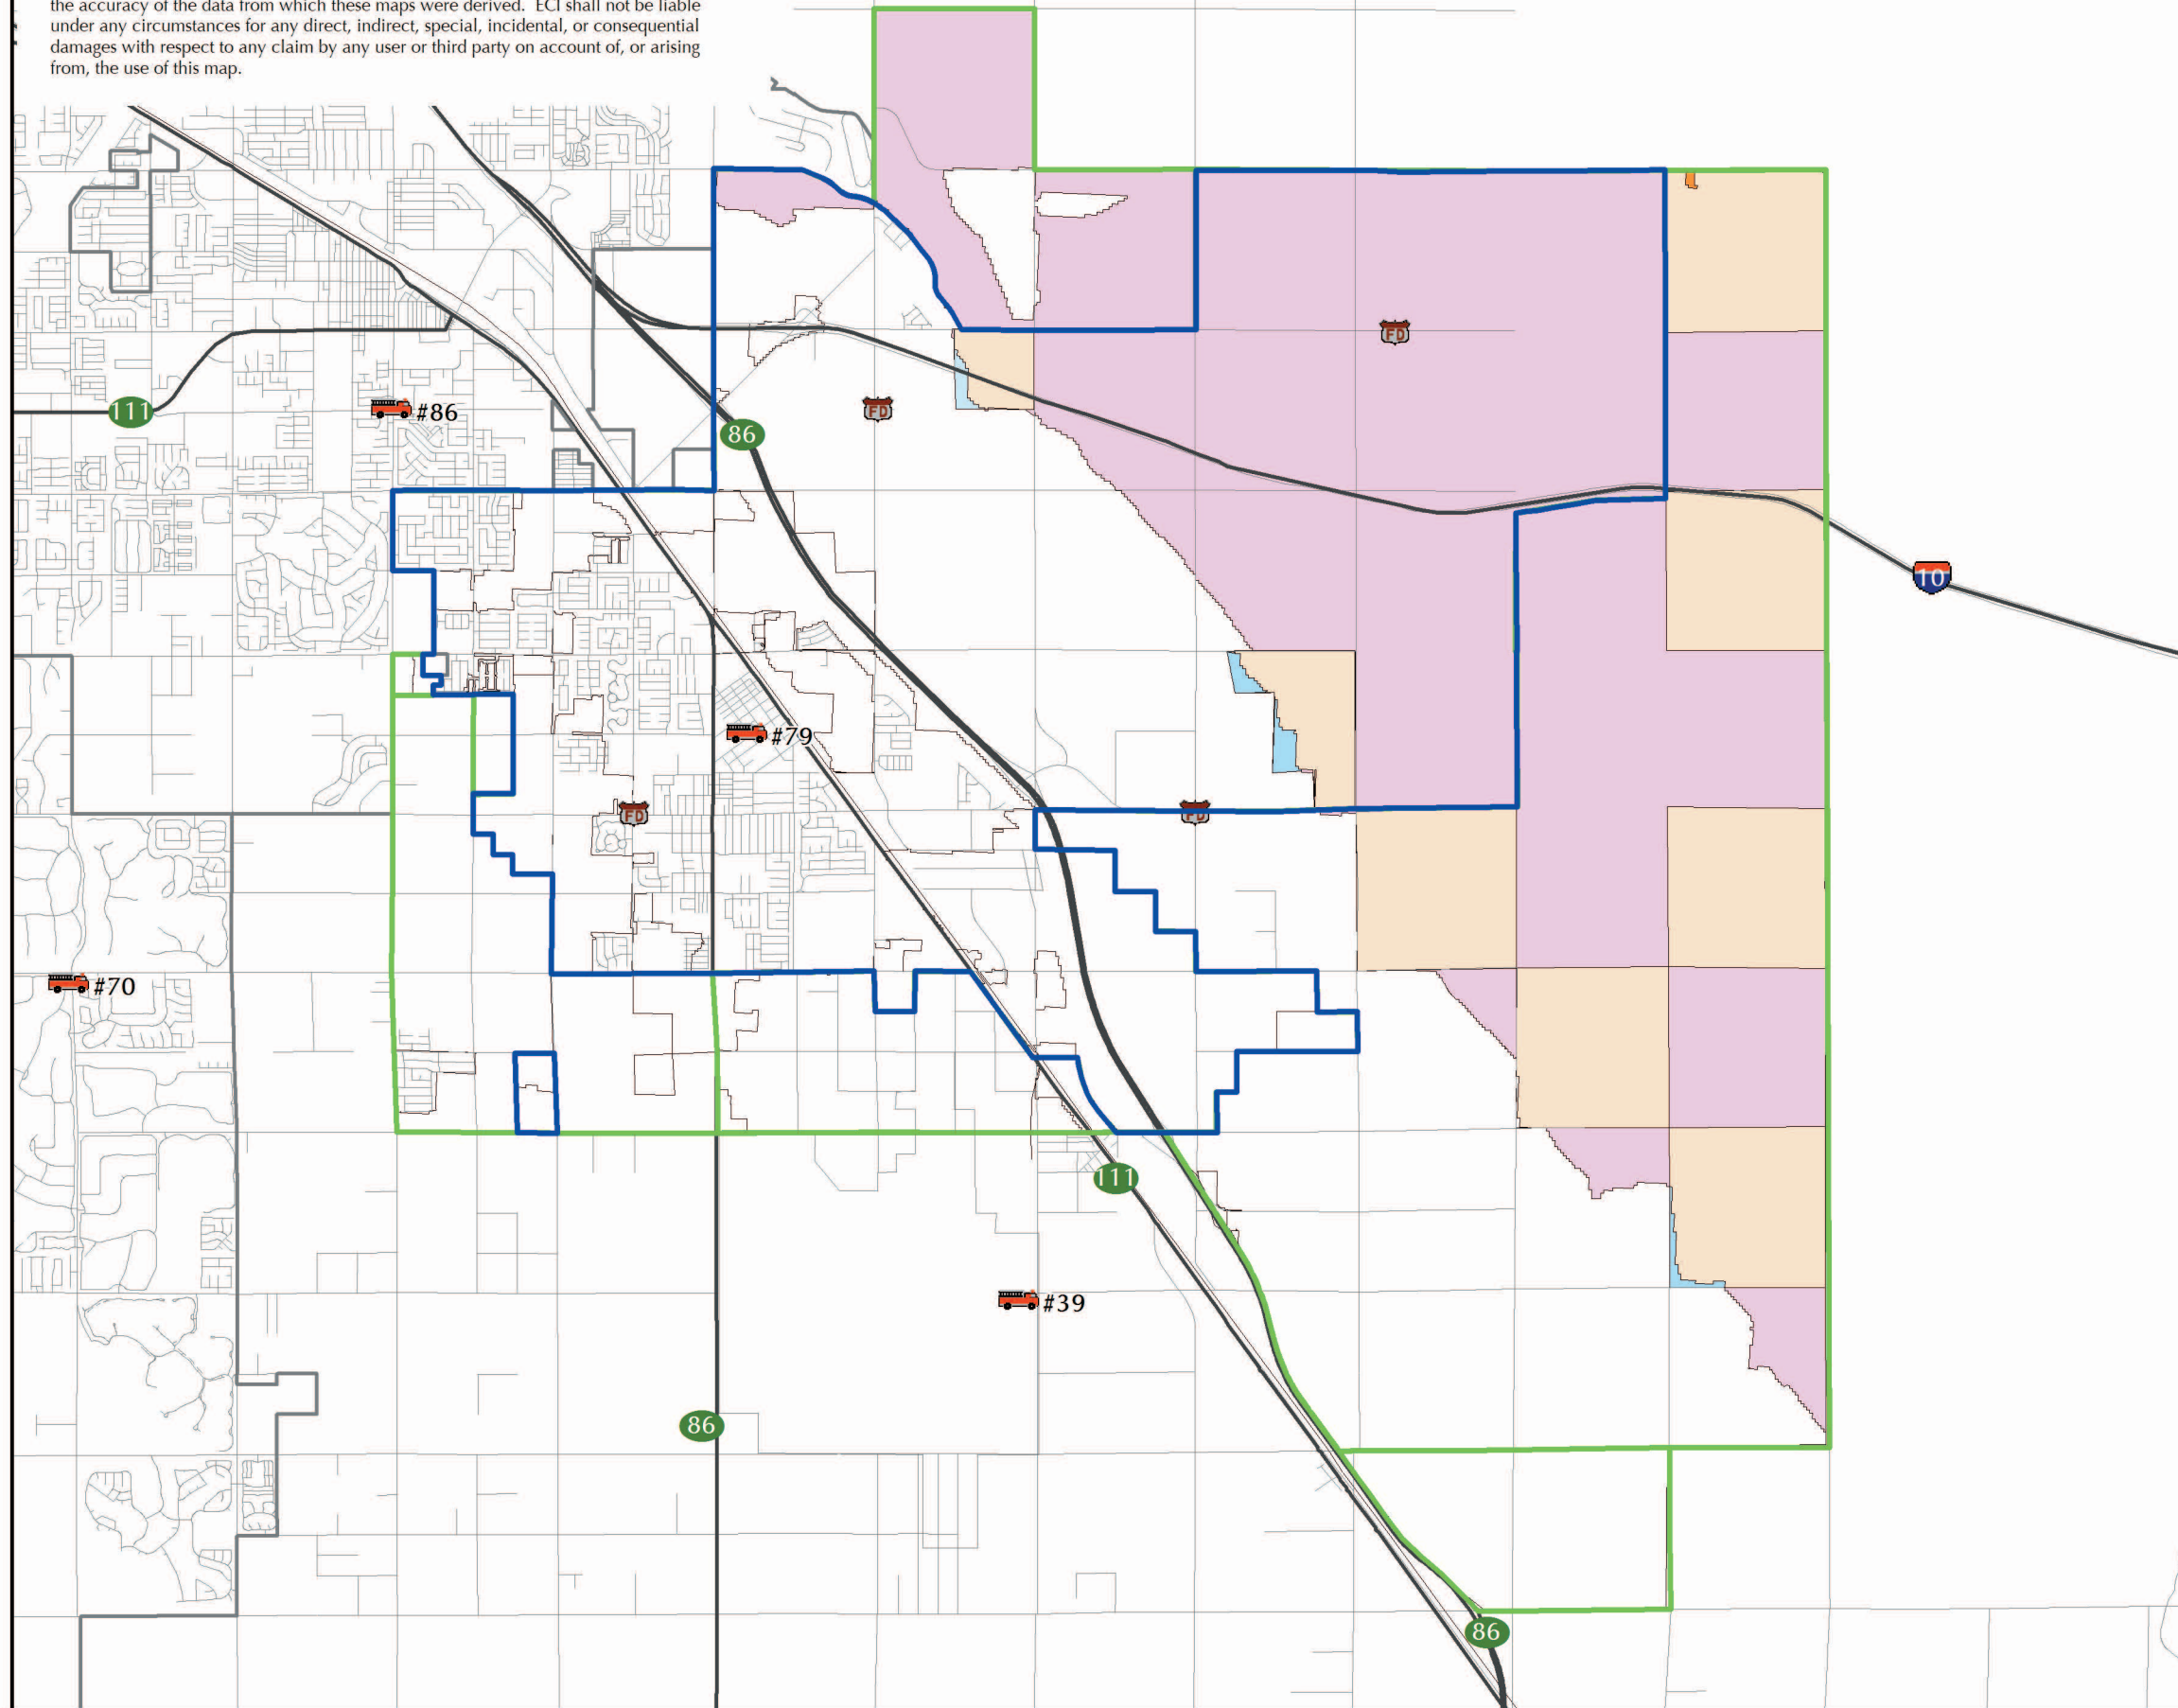 the accuracy of the data from which these maps were derived. ECI shall not be liable
under any circumstances for any direct, indirect, special, incidental, or consequential
damages with respect to any claim by any user or third party on account of, or arising
from, the use of this map.
FD
111
#86
FD
86
10
#79
FD
FD
#70
111
#39
86
86